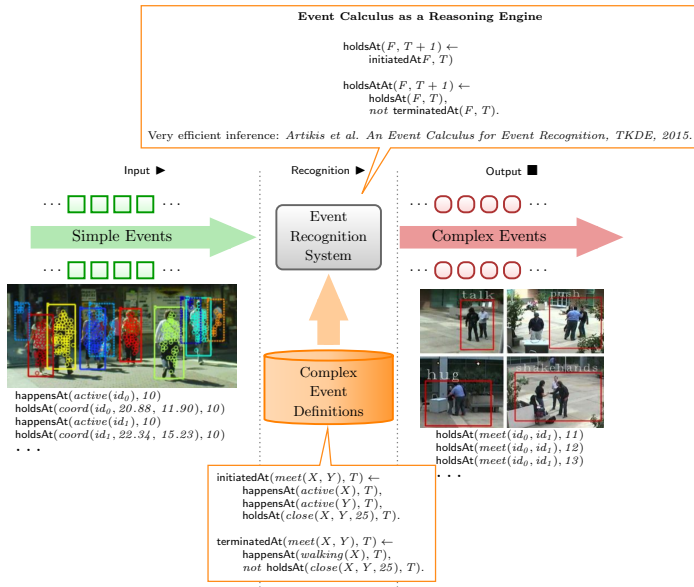 Event Calculus as a Reasoning Engine
holdsAt(F, T + 1) ←
initiatedAtF, T)
holdsAtAt(F, T + 1) ←
holdsAt(F, T),
not terminatedAt(F, T).
Very efficient inference: Artikis et al. An Event Calculus for Event Recognition, TKDE, 2015.
Input ▶
Recognition ▶
Output ■
··· ···
··· ···
Simple Events
Event
Recognition
System
Complex Events
··· ···
··· ···
talk
push
hug
shakehands
Complex
Event
Definitions
happensAt(active(id₀), 10)
holdsAt(coord(id₀, 20.88, 11.90), 10)
happensAt(active(id₁), 10)
holdsAt(coord(id₁, 22.34, 15.23), 10)
...
holdsAt(meet(id₀, id₁), 11)
holdsAt(meet(id₀, id₁), 12)
holdsAt(meet(id₀, id₁), 13)
...
initiatedAt(meet(X, Y), T) ←
happensAt(active(X), T),
happensAt(active(Y), T),
holdsAt(close(X, Y, 25), T).
terminatedAt(meet(X, Y), T) ←
happensAt(walking(X), T),
not holdsAt(close(X, Y, 25), T).